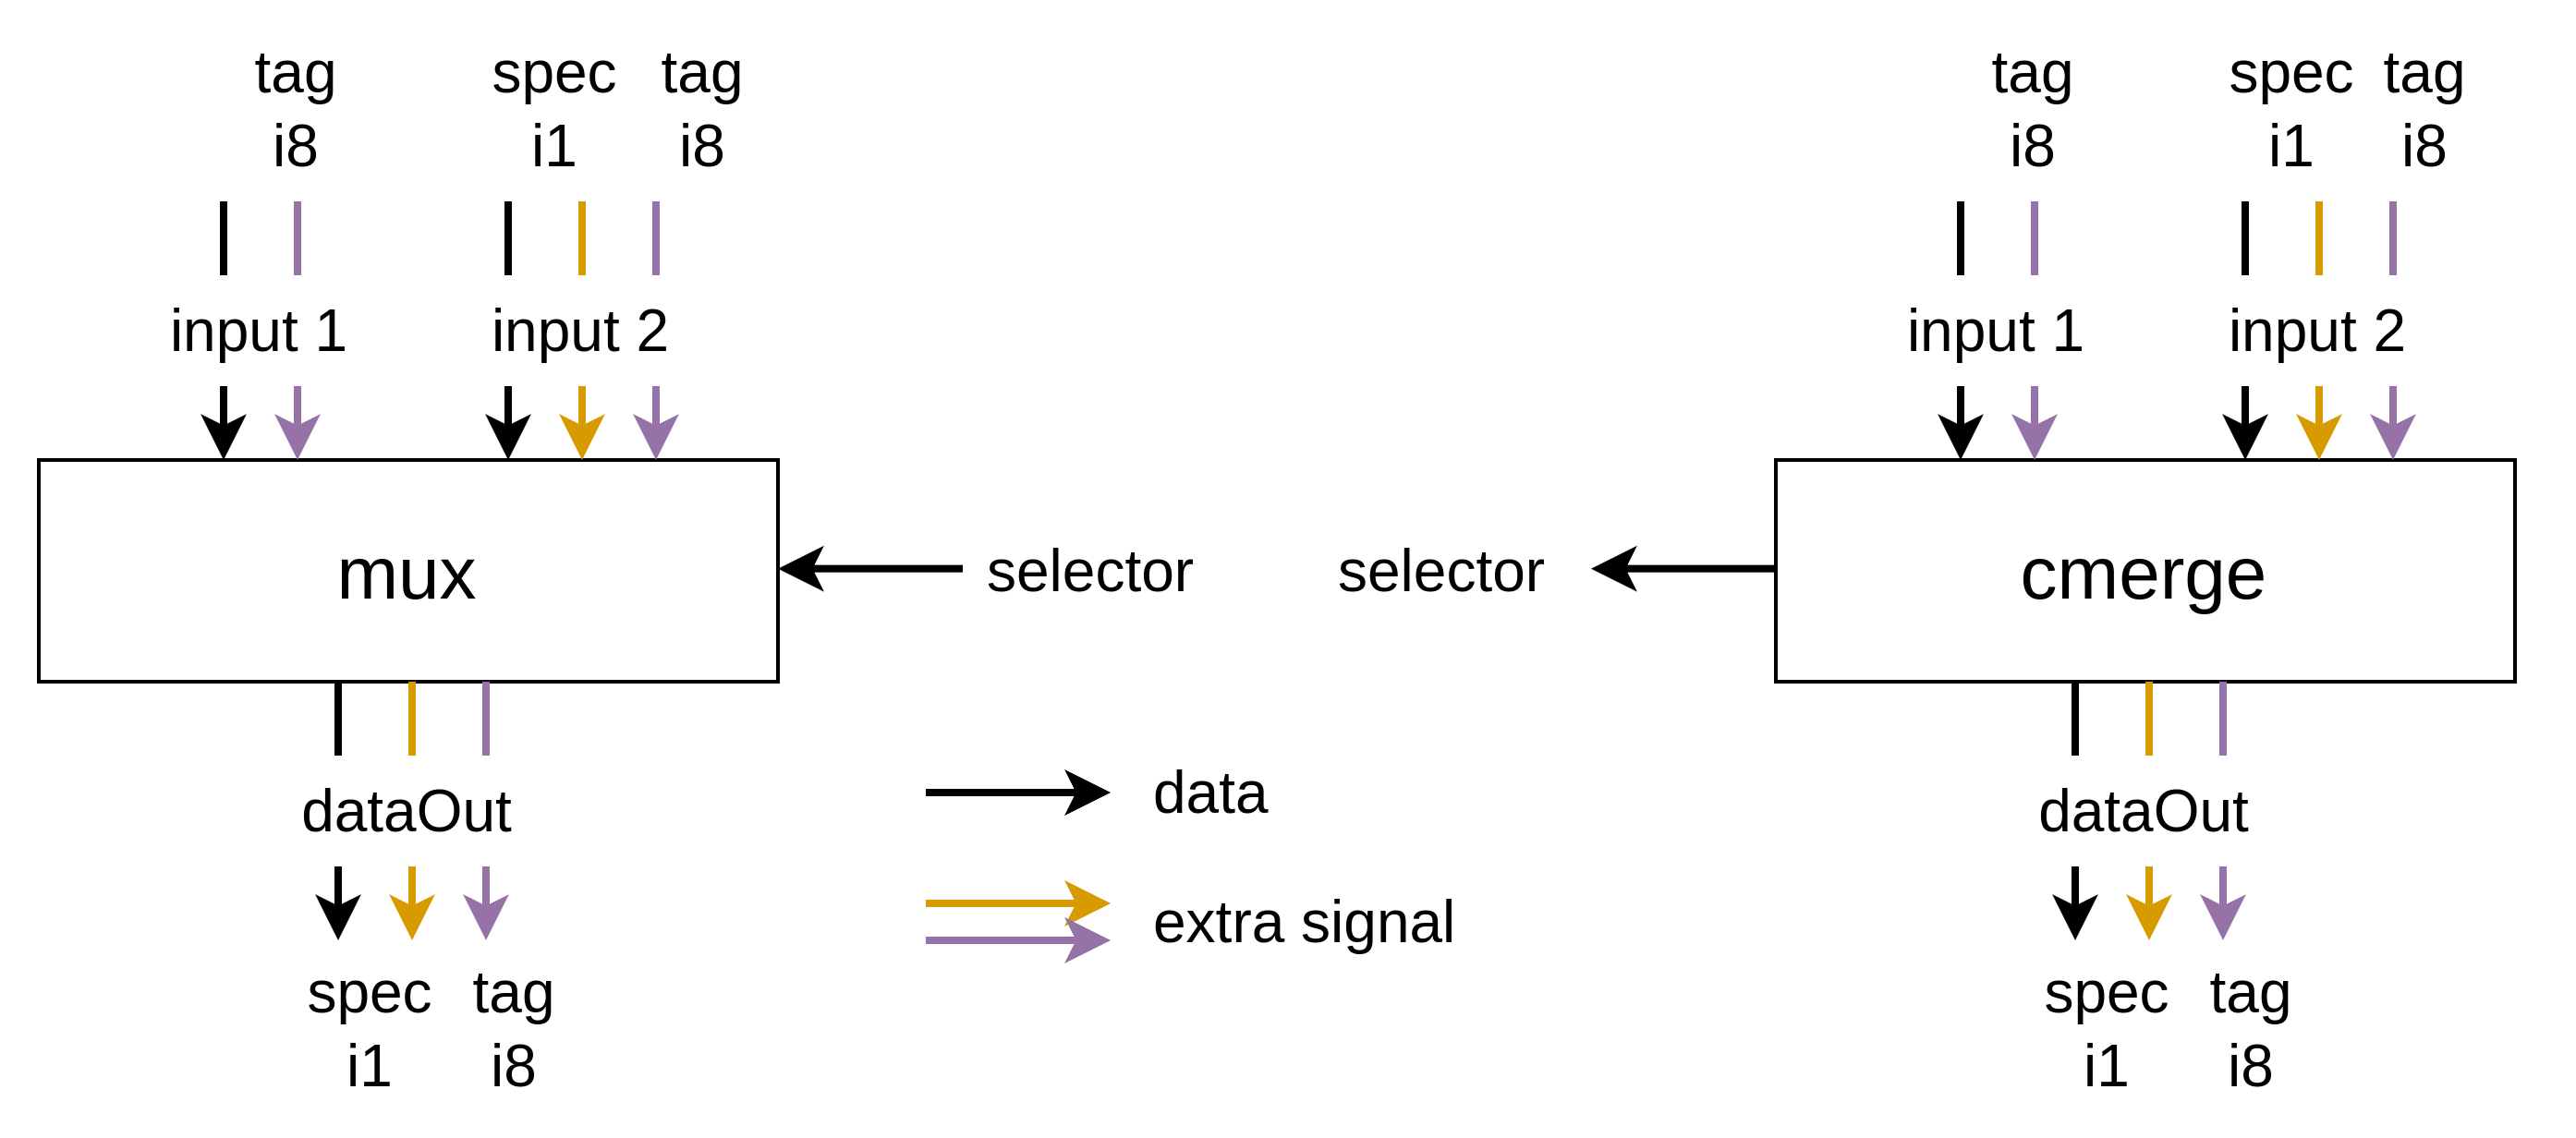 tag spec tag tag spec tag
i8 i1 i8 i8 i1 i8
input 1 input 2 input 1 input 2
mux selector selector cmerge
data
dataOut dataOut
extra signal
spec tag spec tag
i1 i8 i1 i8